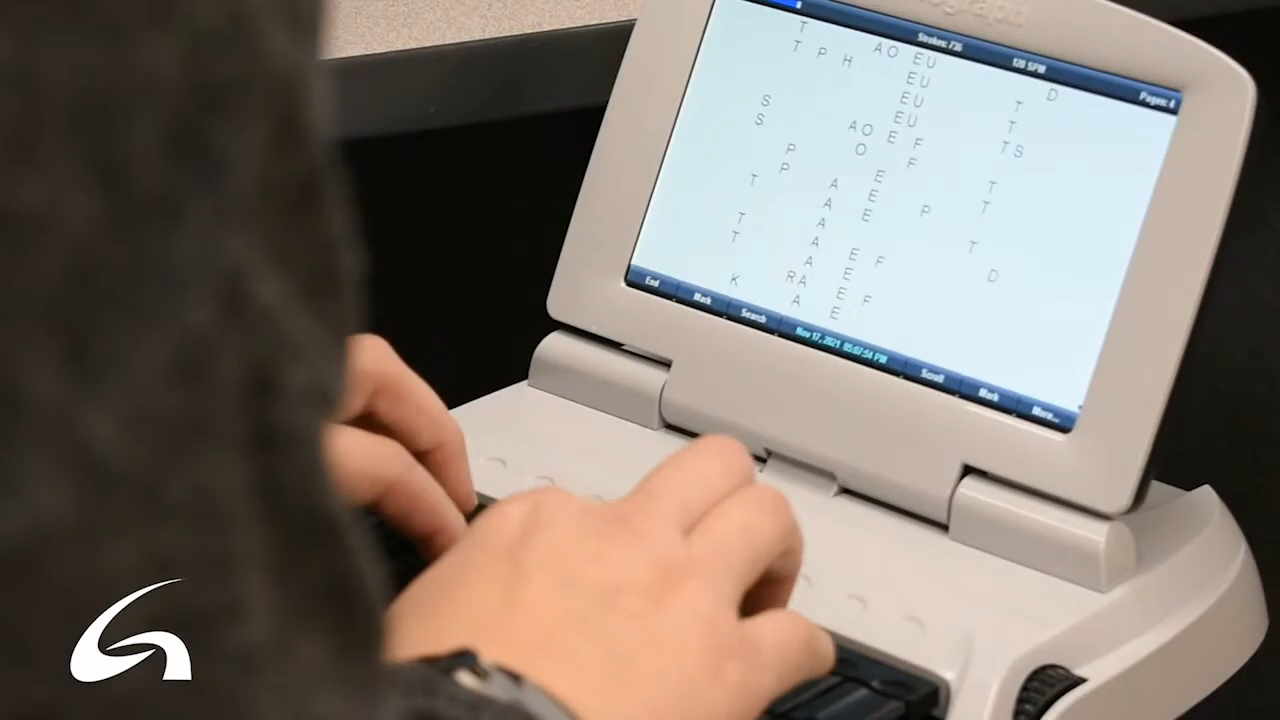 Strokes: 736 120 SPM Pages: 4
T AO EU D
T P H EU T
EU T
EU TS
S AO E F
S O F T
P E T
P A E P
T A E T
A D
T A E F
T A E
RA E F
K A E
End Mark Search Nov 17, 2021 05:07:54 PM Scroll Mark More...